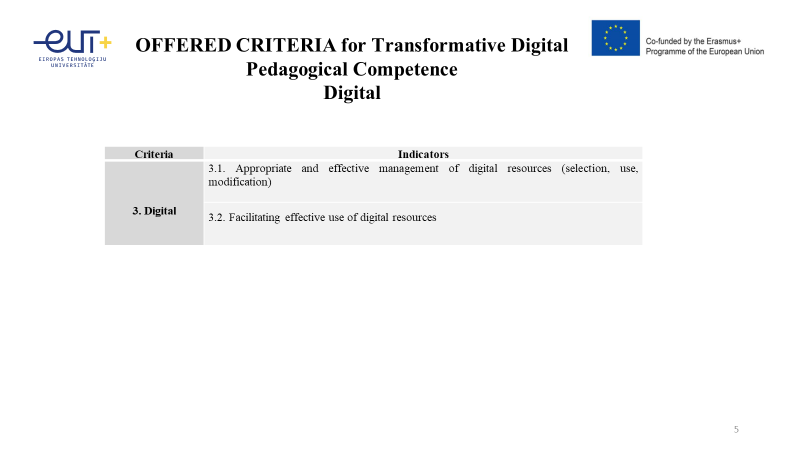 eut+
EIROPAS TEHNOLOĢIJU
UNIVERSITĀTE
OFFERED CRITERIA for Transformative Digital
Pedagogical Competence
Digital
Co-funded by the Erasmus+
Programme of the European Union
Criteria Indicators
3. Digital
3.1. Appropriate and effective management of digital resources (selection, use,
modification)
3.2. Facilitating effective use of digital resources
5